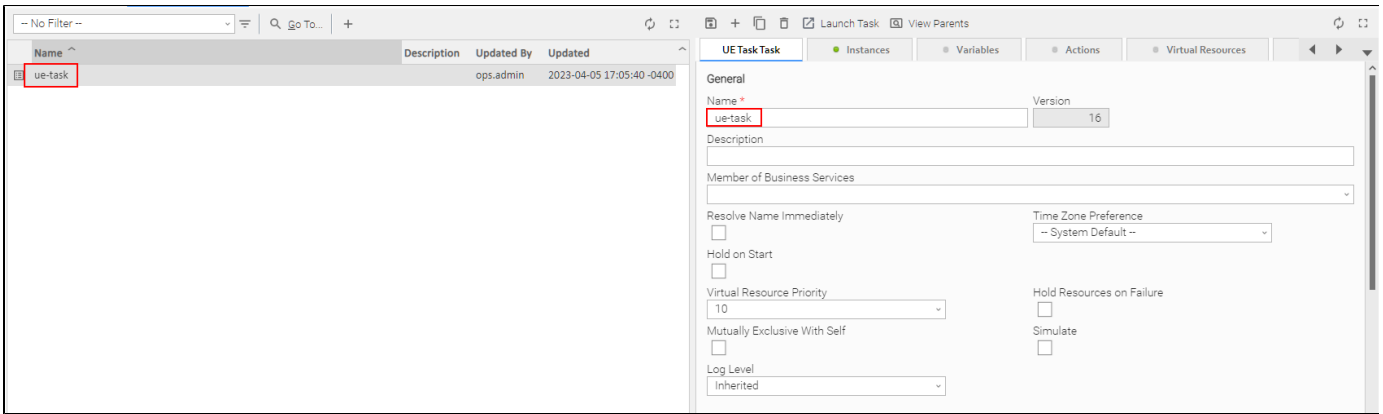 -- No Filter --
Go To...
Name Description Updated By Updated
ue-task ops.admin 2023-04-05 17:05:40 -0400
Launch Task View Parents
UE Task Task Instances Variables Actions Virtual Resources
General
Name * Version
ue-task 16
Description
Member of Business Services
Resolve Name Immediately Time Zone Preference
-- System Default --
Hold on Start
Virtual Resource Priority Hold Resources on Failure
10
Mutually Exclusive With Self Simulate
Log Level
Inherited